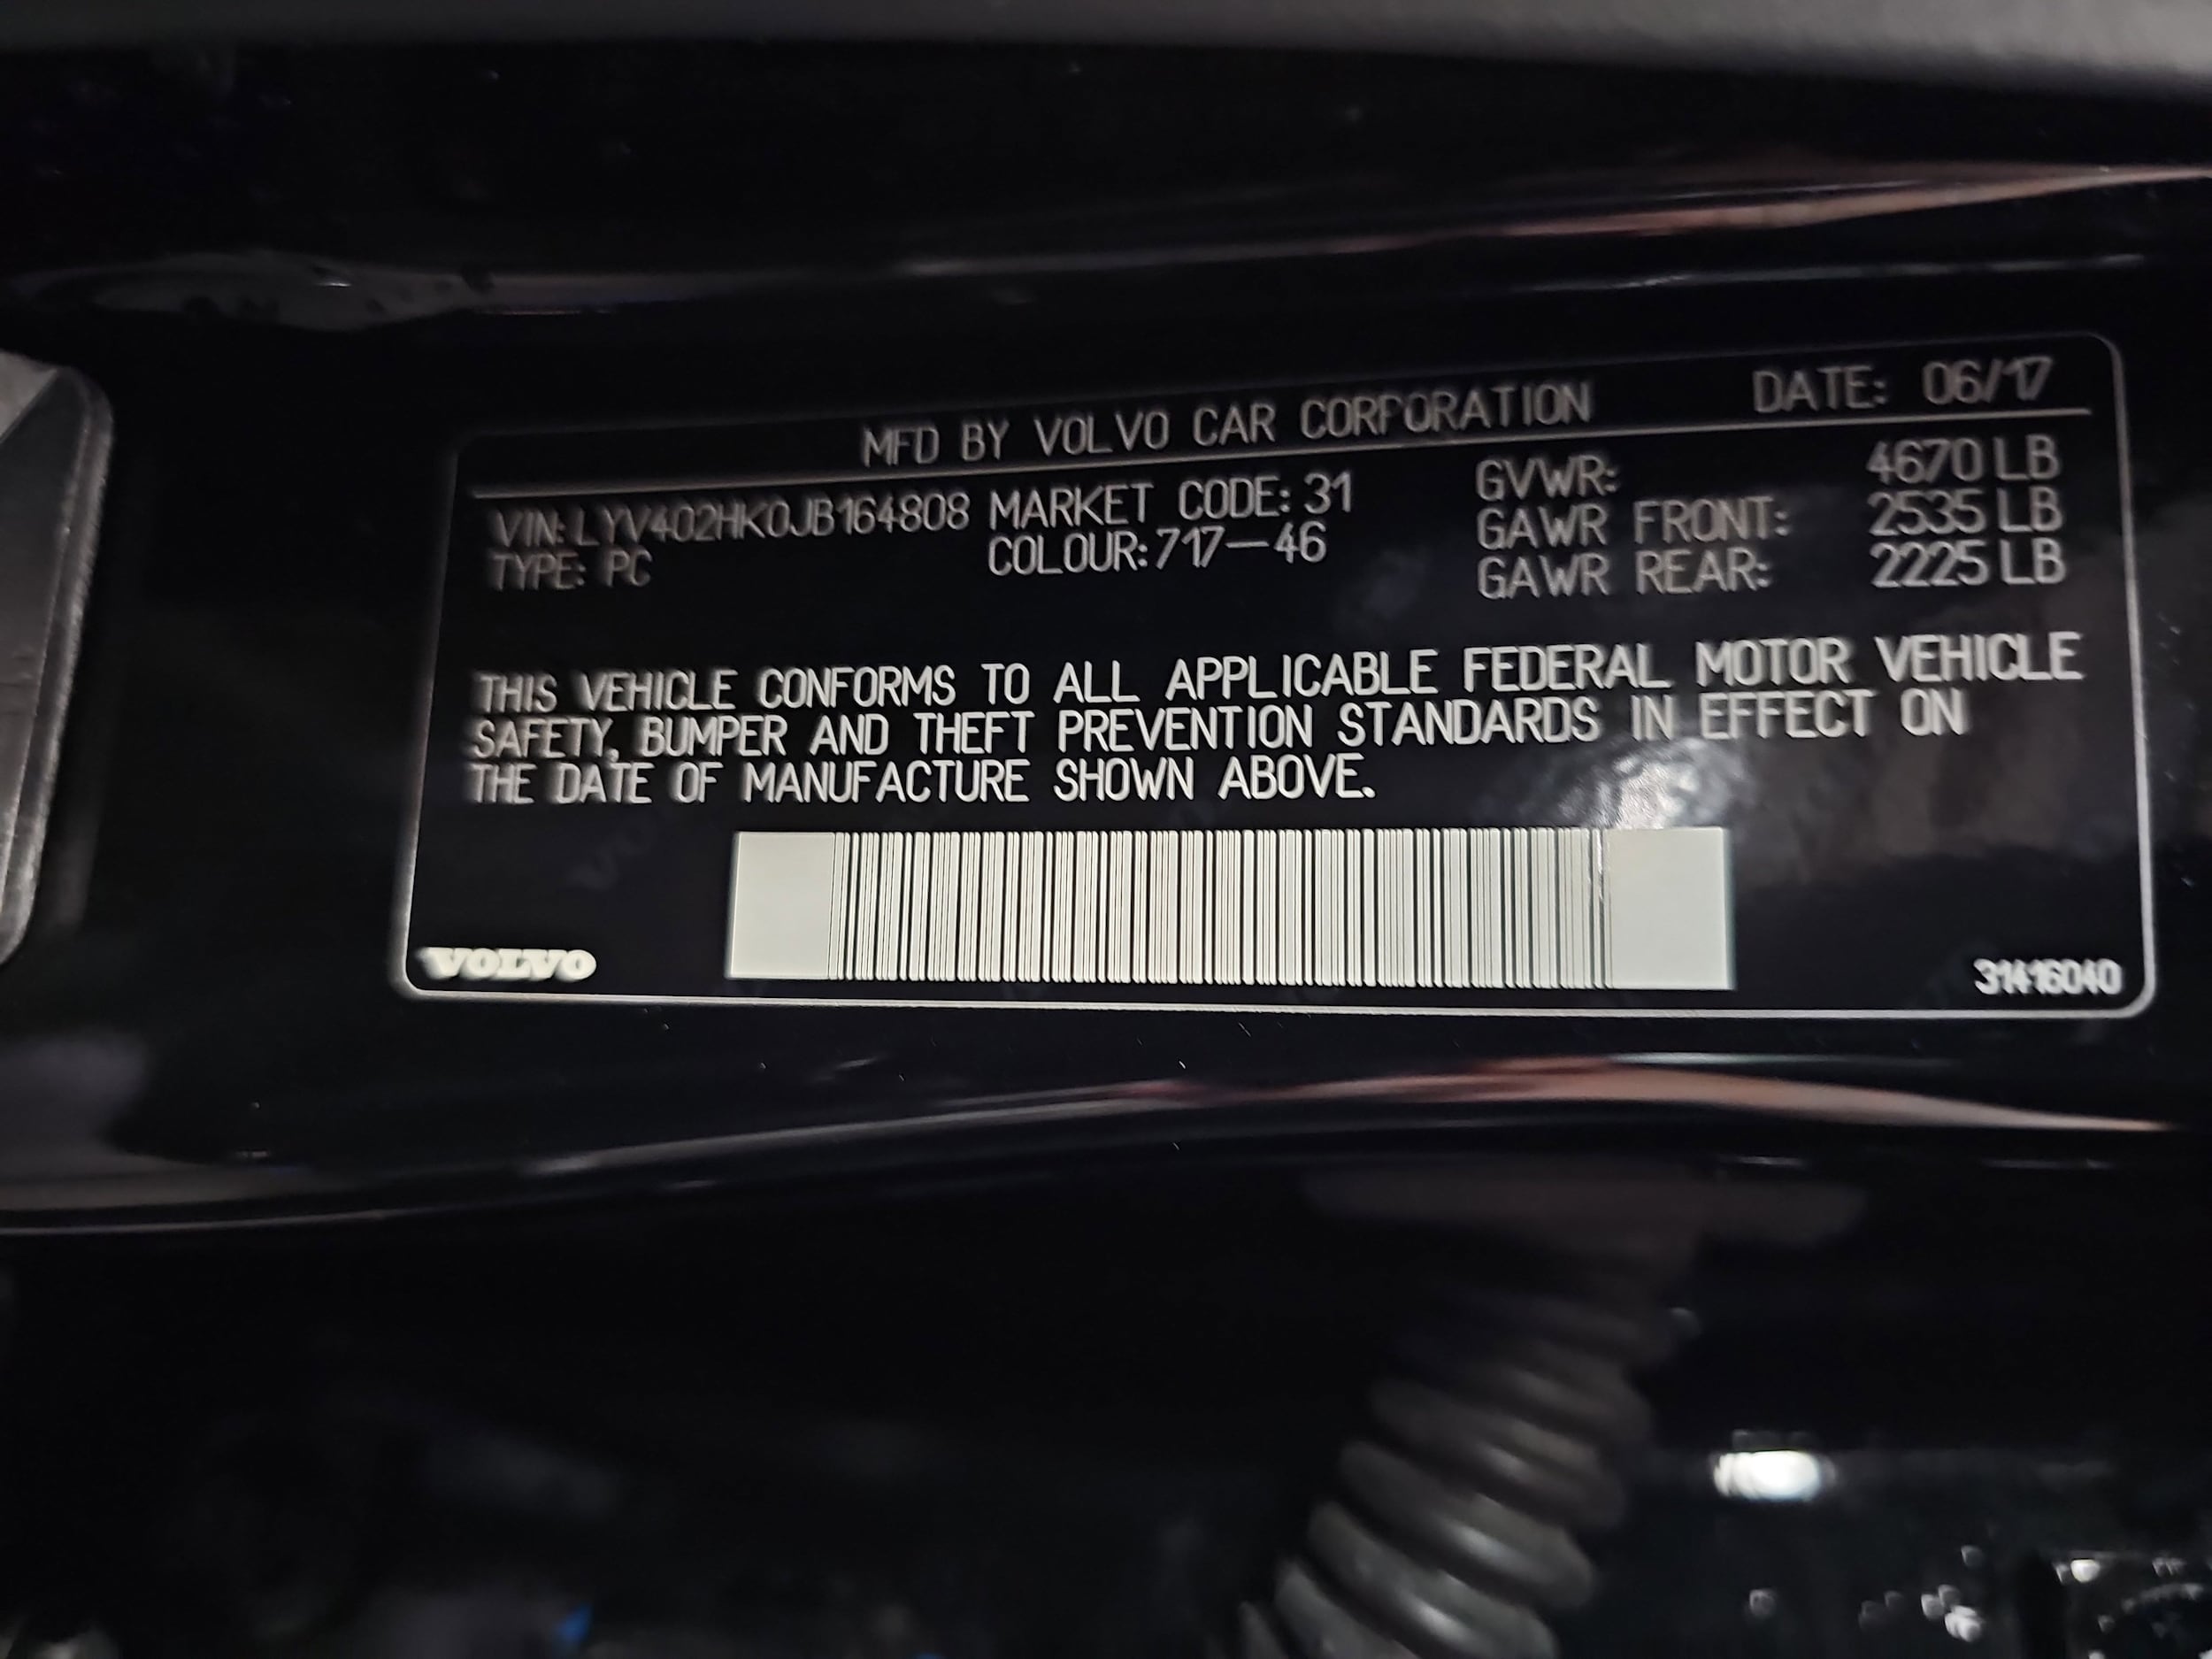 MFD BY VOLVO CAR CORPORATION DATE: 06/17
VIN: LYV402HK0JB164808 MARKET CODE: 31 GVWR: 4670 LB
TYPE: PC COLOUR: 717-46 GAWR FRONT: 2535 LB
GAWR REAR: 2225 LB
THIS VEHICLE CONFORMS TO ALL APPLICABLE FEDERAL MOTOR VEHICLE
SAFETY, BUMPER AND THEFT PREVENTION STANDARDS IN EFFECT ON
THE DATE OF MANUFACTURE SHOWN ABOVE.
VOLVO 31416040